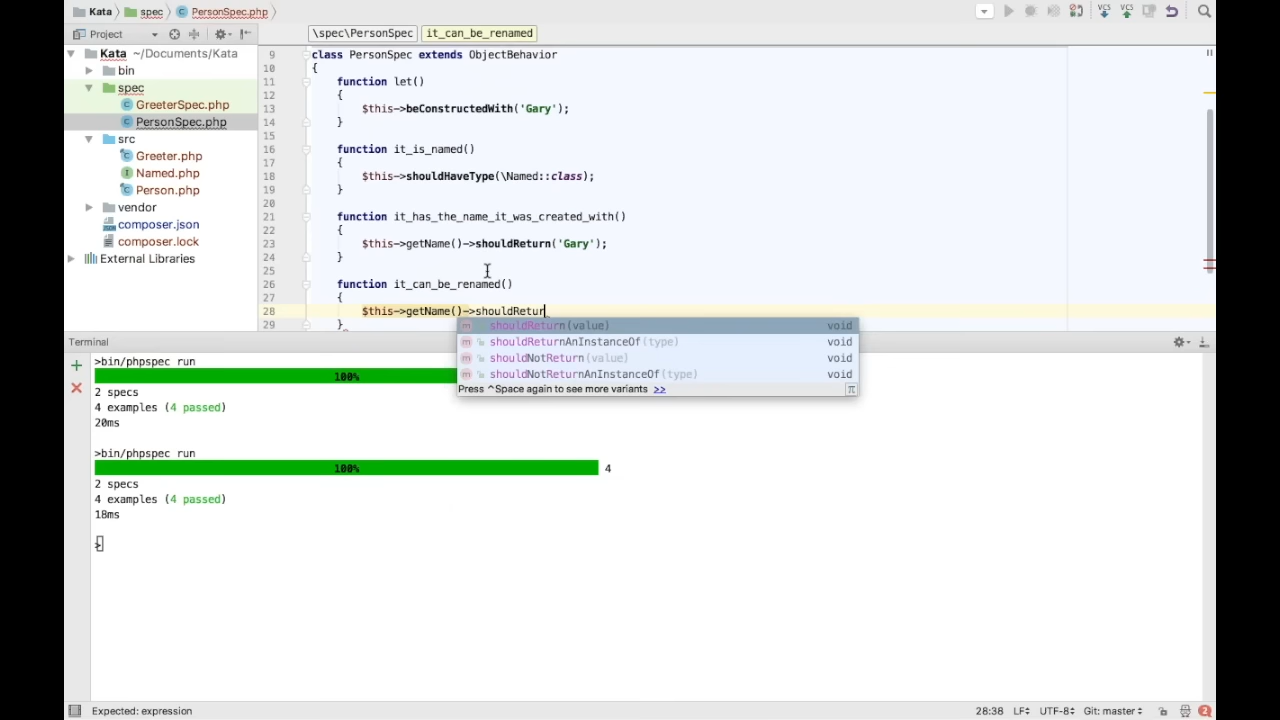 Kata
spec
PersonSpec.php
Project
\spec\PersonSpec
it_can_be_renamed
Kata ~/Documents/Kata
bin
spec
GreeterSpec.php
PersonSpec.php
src
Greeter.php
Named.php
Person.php
vendor
composer.json
composer.lock
External Libraries
9 class PersonSpec extends ObjectBehavior
10 {
11 function let()
12 {
13 $this->beConstructedWith('Gary');
14 }
15
16 function it_is_named()
17 {
18 $this->shouldHaveType(\Named::class);
19 }
20
21 function it_has_the_name_it_was_created_with()
22 {
23 $this->getName()->shouldReturn('Gary');
24 }
25
26 function it_can_be_renamed()
27 {
28 $this->getName()->shouldRetur
29 }
shouldReturn(value) void
shouldReturnAnInstanceOf(type) void
shouldNotReturn(value) void
shouldNotReturnAnInstanceOf(type) void
Press ^Space again to see more variants >>
π
VCS
VCS
Terminal
>bin/phpspec run
100%
2 specs
4 examples (4 passed)
20ms
>bin/phpspec run
100% 4
2 specs
4 examples (4 passed)
18ms
>
Expected: expression
28:38 LF UTF-8 Git: master 2